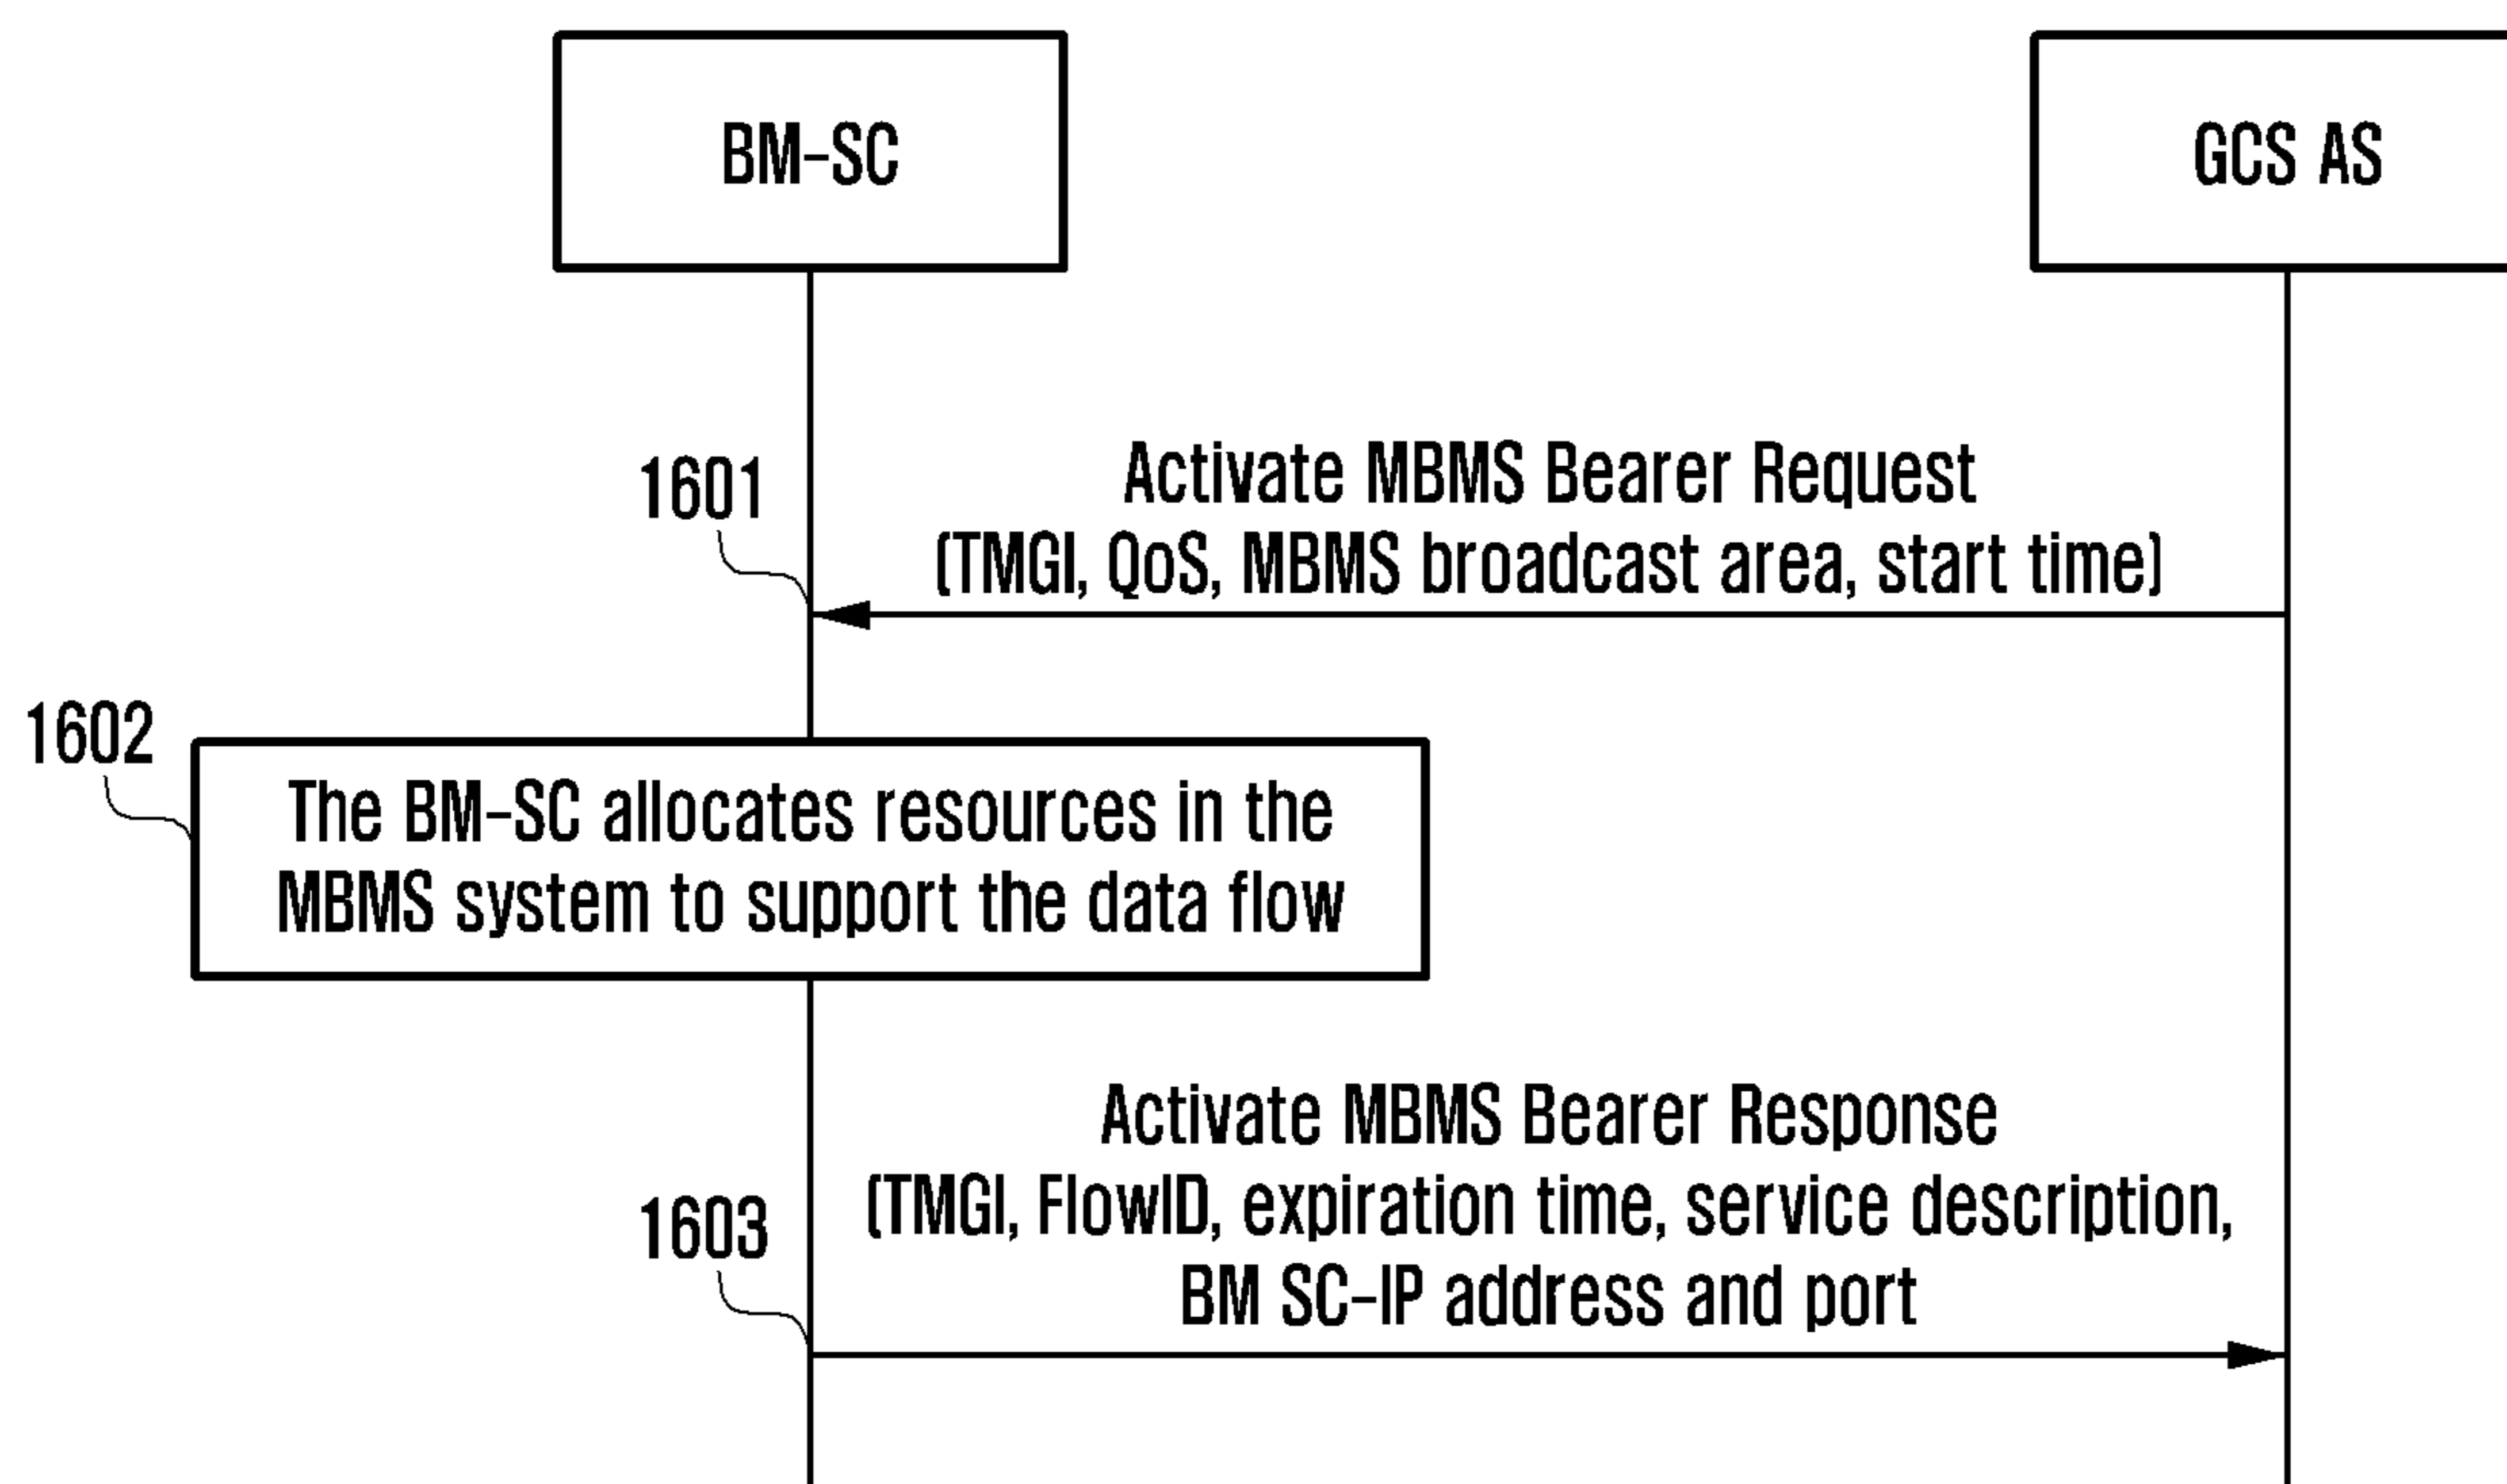 BM-SC
GCS AS
1601
Activate MBMS Bearer Request
(TMGI, QoS, MBMS broadcast area, start time)
1602
The BM-SC allocates resources in the
MBMS system to support the data flow
Activate MBMS Bearer Response
(TMGI, FlowID, expiration time, service description,
1603
BM SC-IP address and port